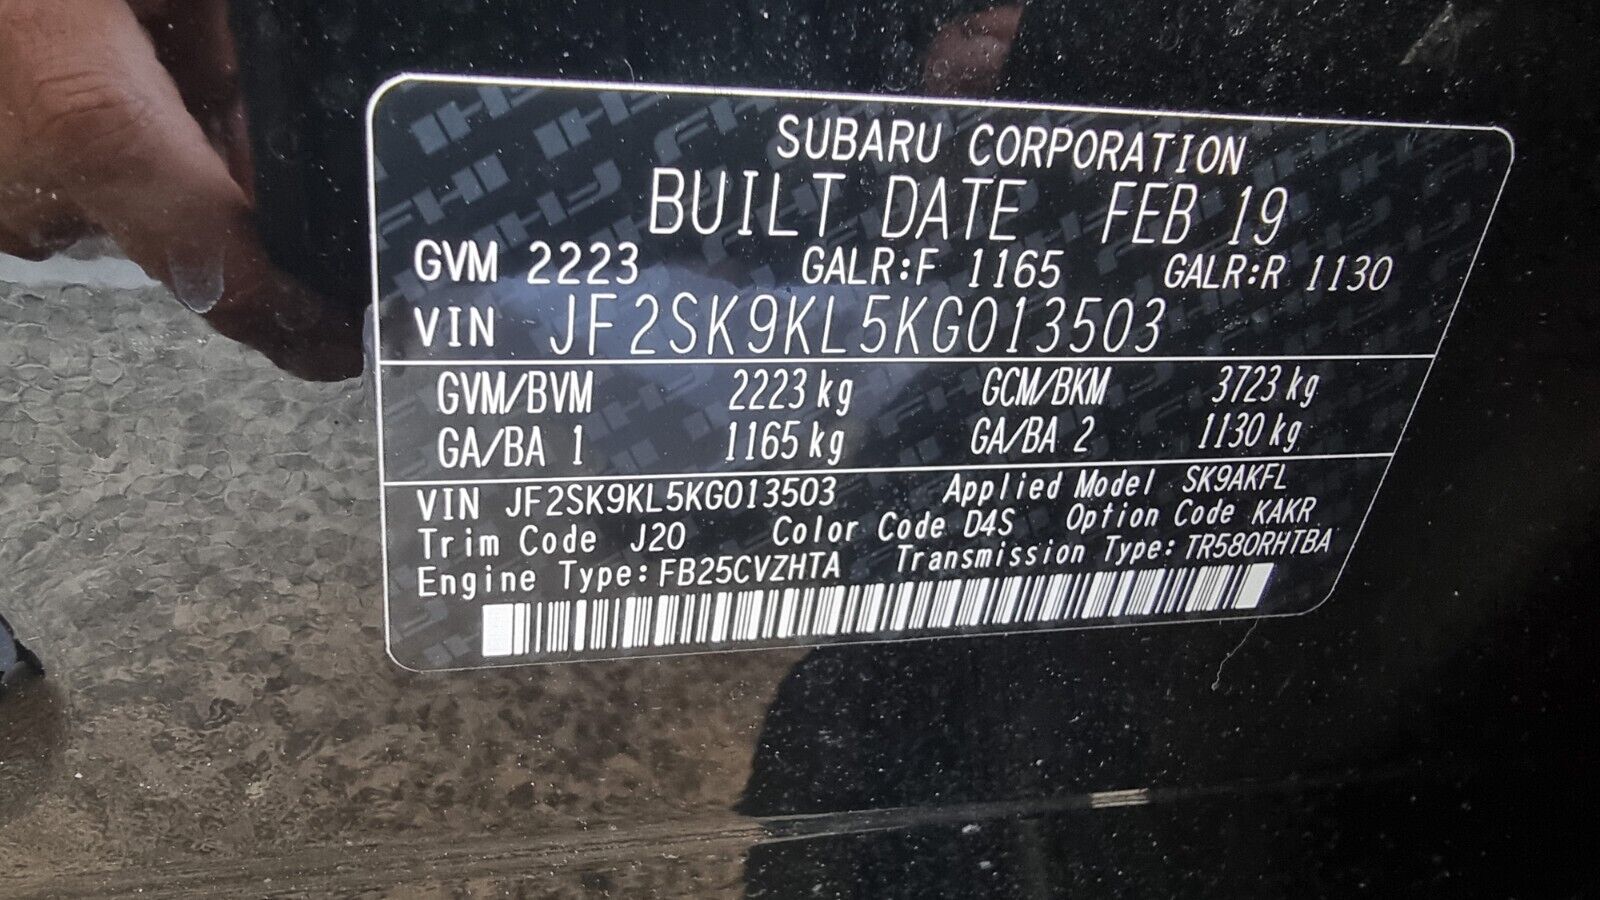 SUBARU CORPORATION
BUILT DATE FEB 19
GVM 2223 GALR:F 1165 GALR:R 1130
VIN JF2SK9KL5KG013503
GVM/BVM 2223 kg GCM/BKM 3723 kg
GA/BA 1 1165 kg GA/BA 2 1130 kg
VIN JF2SK9KL5KG013503 Applied Model SK9AKFL
Trim Code J20 Color Code D4S Option Code KAKR
Engine Type: FB25CVZHTA Transmission Type: TR580RHTBA